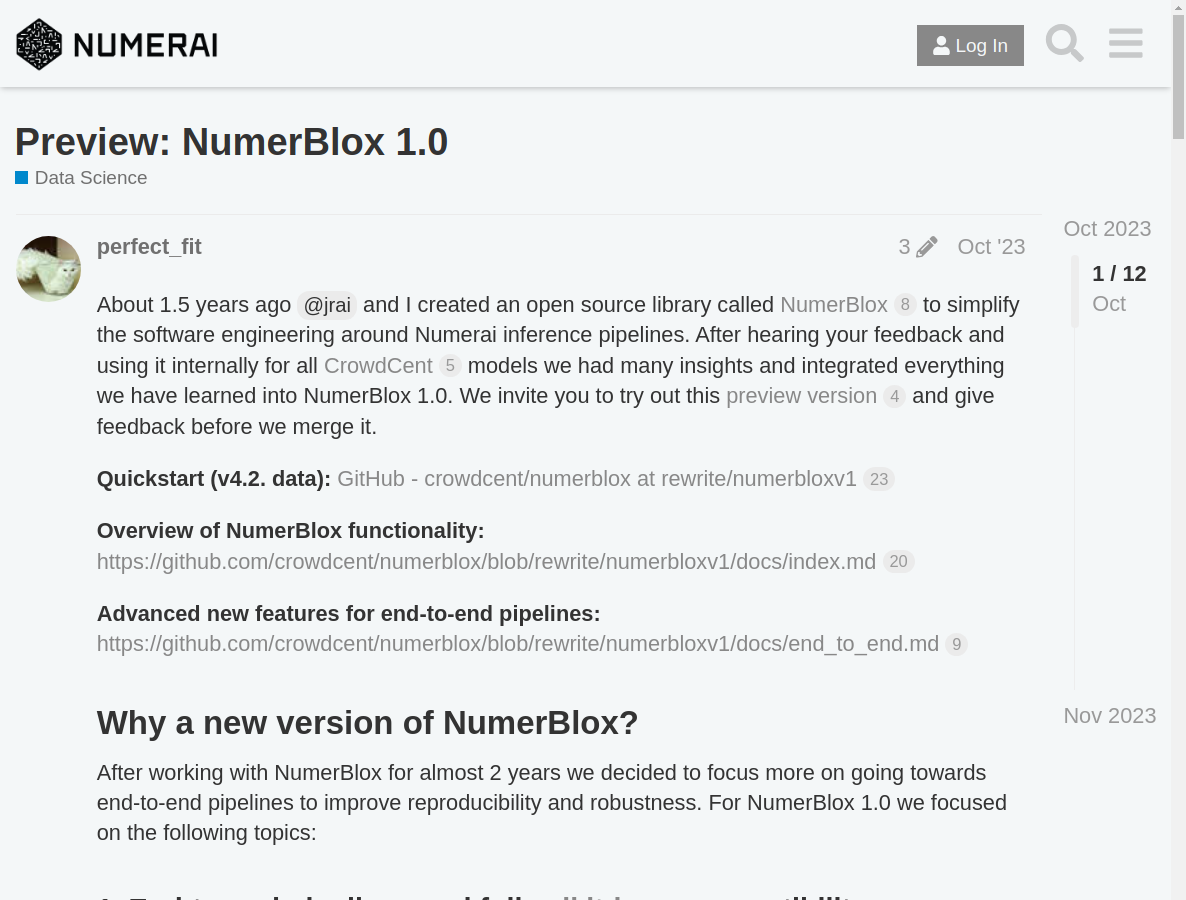 NUMERAI
Log In
Preview: NumerBlox 1.0
Data Science
perfect_fit
3
Oct '23
Oct 2023
1 / 12
Oct
Nov 2023
About 1.5 years ago @jrai and I created an open source library called NumerBlox 8 to simplify
the software engineering around Numerai inference pipelines. After hearing your feedback and
using it internally for all CrowdCent 5 models we had many insights and integrated everything
we have learned into NumerBlox 1.0. We invite you to try out this preview version 4 and give
feedback before we merge it.
Quickstart (v4.2. data): GitHub - crowdcent/numerblox at rewrite/numerbloxv1 23
Overview of NumerBlox functionality:
https://github.com/crowdcent/numerblox/blob/rewrite/numerbloxv1/docs/index.md 20
Advanced new features for end-to-end pipelines:
https://github.com/crowdcent/numerblox/blob/rewrite/numerbloxv1/docs/end_to_end.md 9
Why a new version of NumerBlox?
After working with NumerBlox for almost 2 years we decided to focus more on going towards
end-to-end pipelines to improve reproducibility and robustness. For NumerBlox 1.0 we focused
on the following topics: